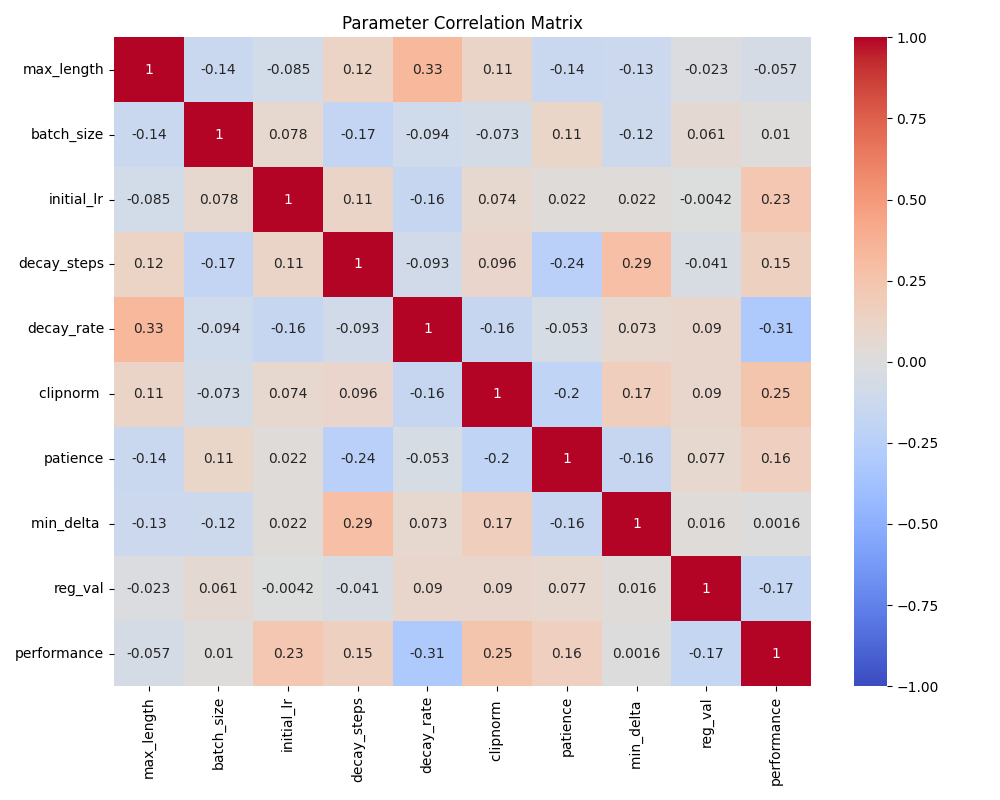 Parameter Correlation Matrix
max_length 1 -0.14 -0.085 0.12 0.33 0.11 -0.14 -0.13 -0.023 -0.057
batch_size -0.14 1 0.078 -0.17 -0.094 -0.073 0.11 -0.12 0.061 0.01
initial_lr -0.085 0.078 1 0.11 -0.16 0.074 0.022 0.022 -0.0042 0.23
decay_steps 0.12 -0.17 0.11 1 -0.093 0.096 -0.24 0.29 -0.041 0.15
decay_rate 0.33 -0.094 -0.16 -0.093 1 -0.16 -0.053 0.073 0.09 -0.31
clipnorm 0.11 -0.073 0.074 0.096 -0.16 1 -0.2 0.17 0.09 0.25
patience -0.14 0.11 0.022 -0.24 -0.053 -0.2 1 -0.16 0.077 0.16
min_delta -0.13 -0.12 0.022 0.29 0.073 0.17 -0.16 1 0.016 0.0016
reg_val -0.023 0.061 -0.0042 -0.041 0.09 0.09 0.077 0.016 1 -0.17
performance -0.057 0.01 0.23 0.15 -0.31 0.25 0.16 0.0016 -0.17 1
max_length batch_size initial_lr decay_steps decay_rate clipnorm patience min_delta reg_val performance
1.00
0.75
0.50
0.25
0.00
−0.25
−0.50
−0.75
−1.00